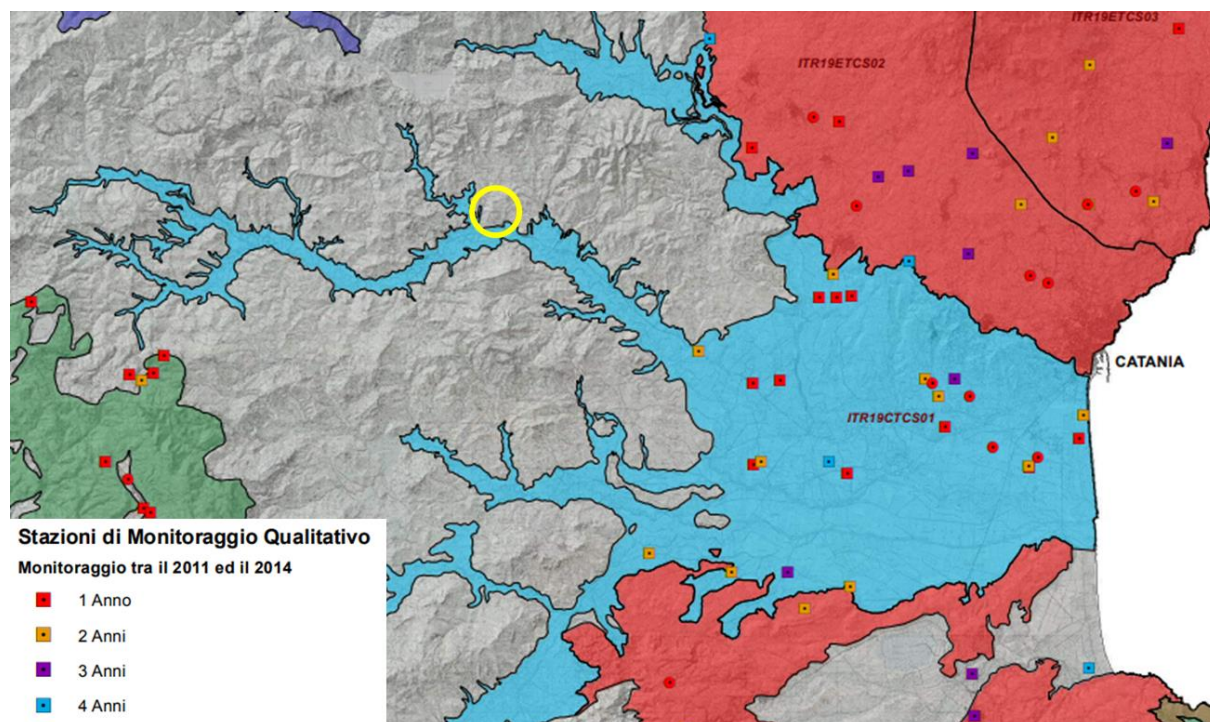 ITR19ETCS03
ITR19ETCS02
CATANIA
ITR19CTCS01
Stazioni di Monitoraggio Qualitativo
Monitoraggio tra il 2011 ed il 2014
1 Anno
2 Anni
3 Anni
4 Anni